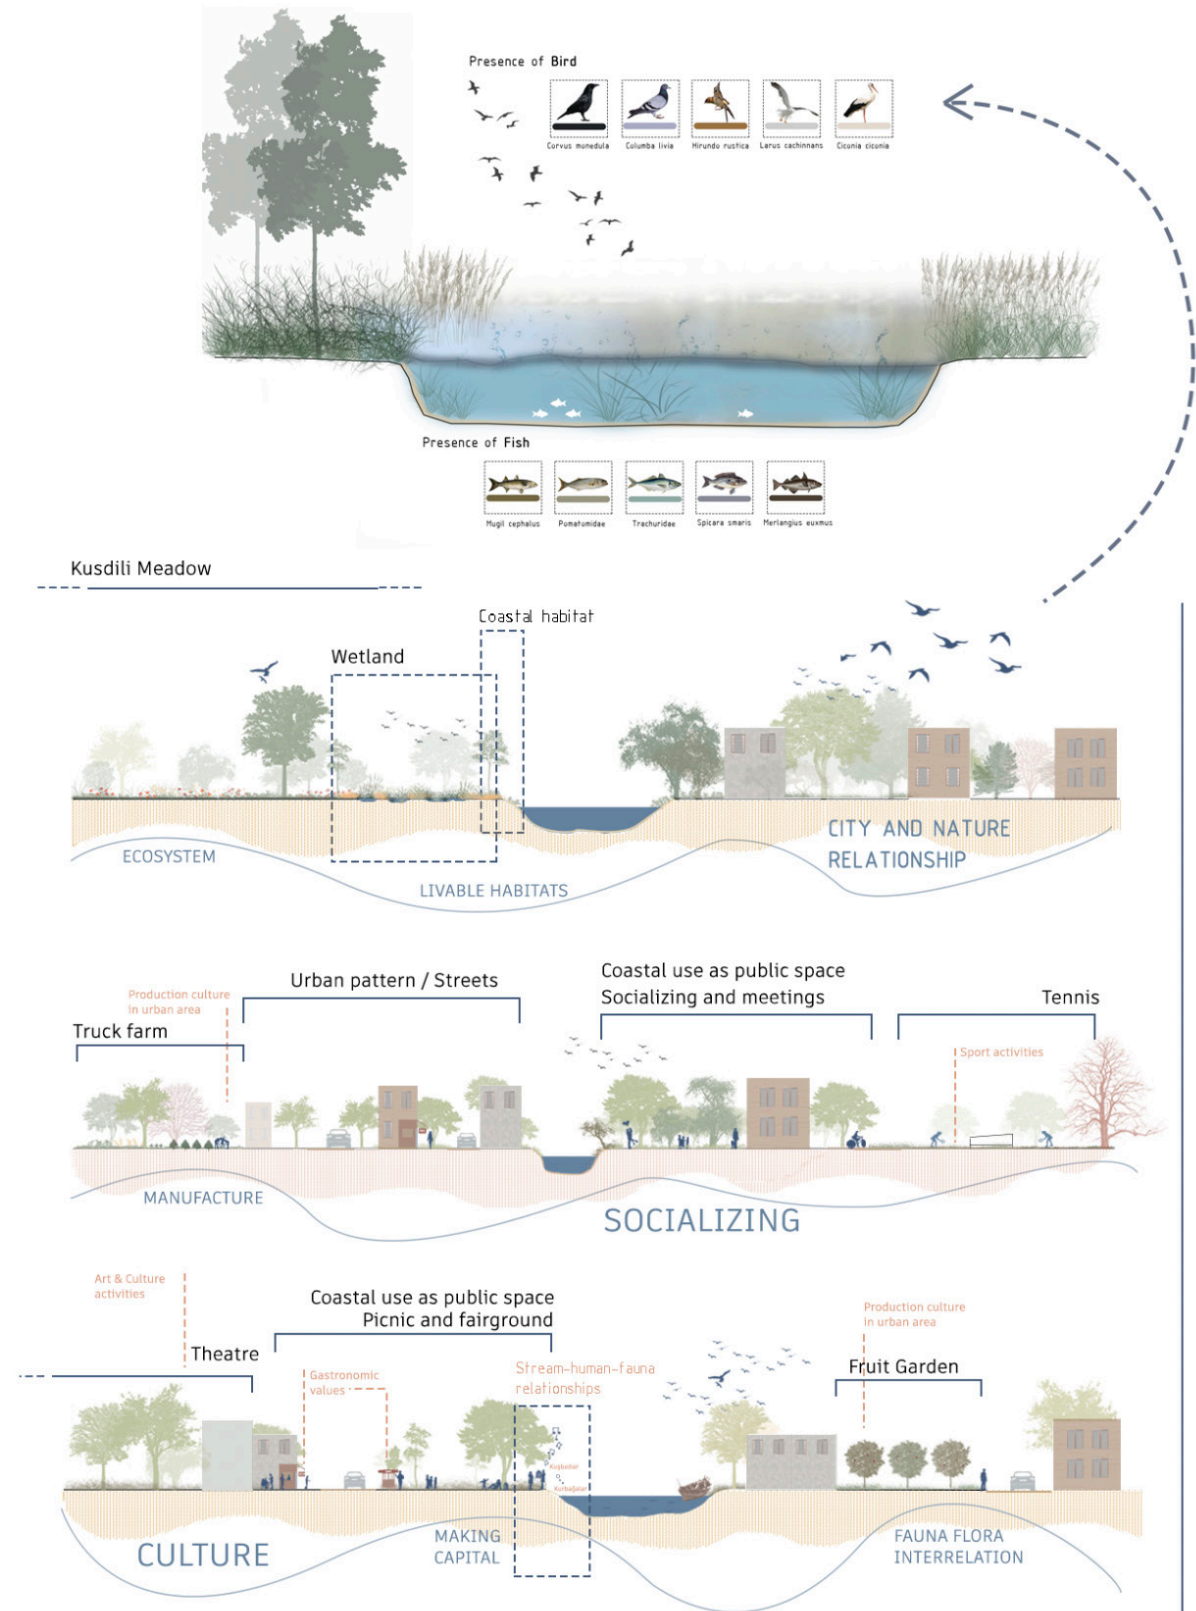 Presence of Bird
Corvus monedula
Columba livia
Hirundo rustica
Larus cachinnans
Ciconia ciconia
Presence of Fish
Mugil cephalus
Pomatomidae
Trachuridae
Spicara smaris
Merlangius euxmus
Kusdili Meadow
Coastal habitat
Wetland
ECOSYSTEM
LIVABLE HABITATS
CITY AND NATURE
RELATIONSHIP
Production culture
in urban area
Truck farm
Urban pattern / Streets
Coastal use as public space
Socializing and meetings
Tennis
Sport activities
MANUFACTURE
SOCIALIZING
Art & Culture
activities
Theatre
Coastal use as public space
Picnic and fairground
Gastronomic
values
Stream-human-fauna
relationships
Kuşbazlar
Kurbağalar
Production culture
in urban area
Fruit Garden
CULTURE
MAKING
CAPITAL
FAUNA FLORA
INTERRELATION